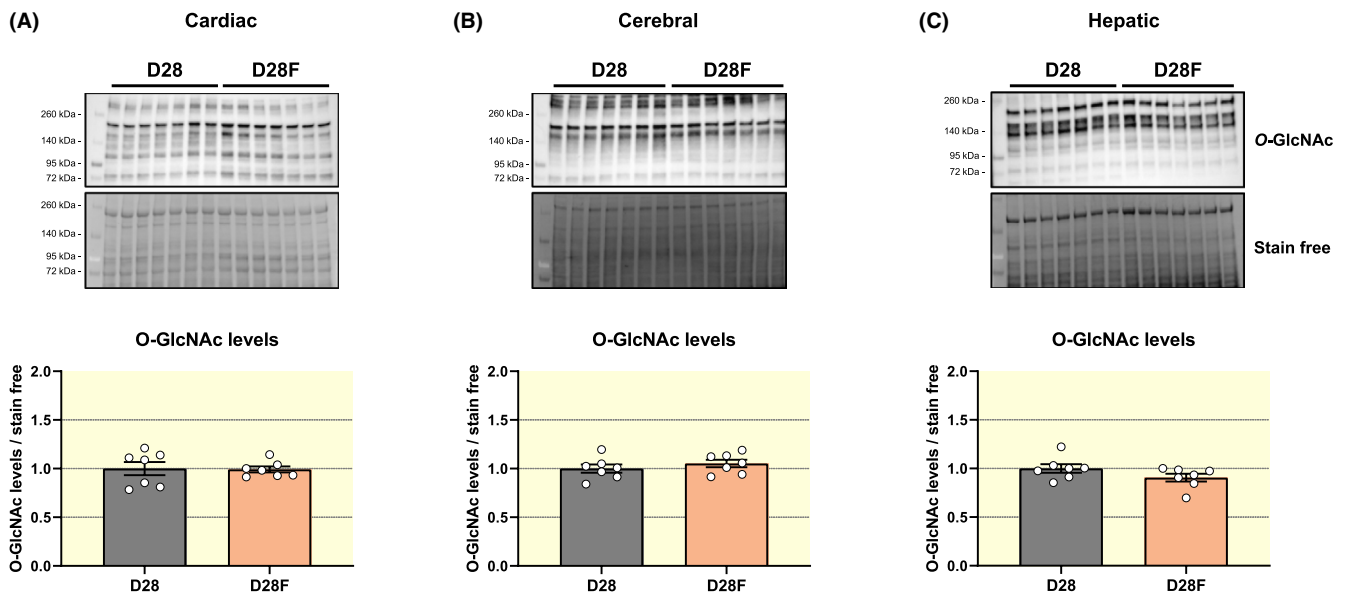 (A) Cardiac
D28 D28F
260 kDa -
140 kDa -
95 kDa -
72 kDa -
260 kDa -
140 kDa -
95 kDa -
72 kDa -
O-GlcNAc levels
O-GlcNAc levels / stain free
2.0
1.5
1.0
0.5
0.0
D28 D28F
(B) Cerebral
D28 D28F
260 kDa -
140 kDa -
95 kDa -
72 kDa -
O-GlcNAc levels
O-GlcNAc levels / stain free
2.0
1.5
1.0
0.5
0.0
D28 D28F
(C) Hepatic
D28 D28F
260 kDa -
140 kDa -
95 kDa -
72 kDa -
O-GlcNAc
Stain free
O-GlcNAc levels
O-GlcNAc levels / stain free
2.0
1.5
1.0
0.5
0.0
D28 D28F